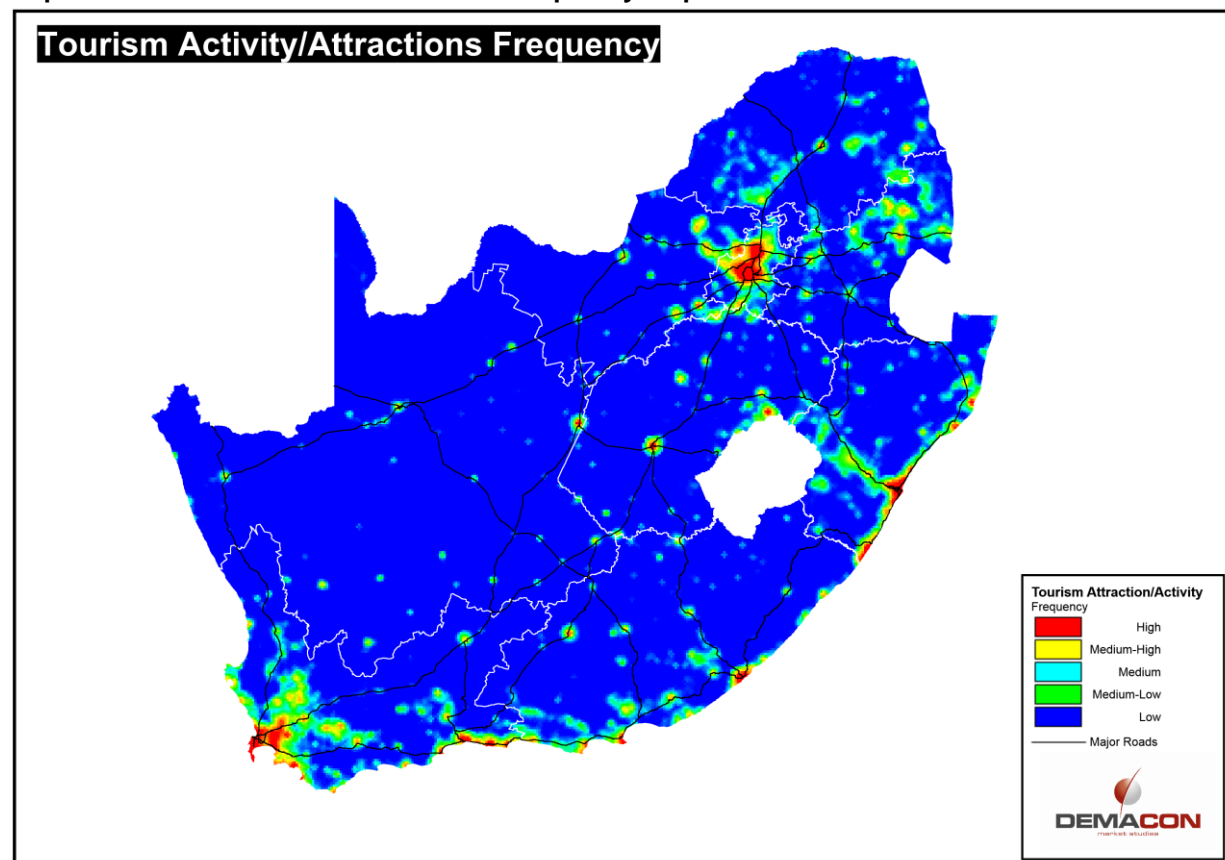 Tourism Activity/Attractions Frequency
Tourism Attraction/Activity
Frequency
High
Medium-High
Medium
Medium-Low
Low
Major Roads
DEMACON
market studies